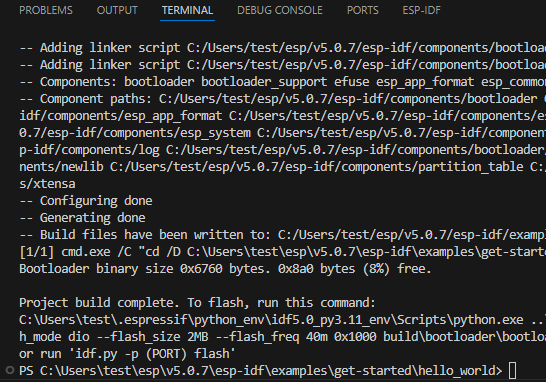 PROBLEMS OUTPUT TERMINAL DEBUG CONSOLE PORTS ESP-IDF
-- Adding linker script C:/Users/test/esp/v5.0.7/esp-idf/components/bootloa
-- Adding linker script C:/Users/test/esp/v5.0.7/esp-idf/components/bootloa
-- Components: bootloader bootloader_support efuse esp_app_format esp_commo
-- Component paths: C:/Users/test/esp/v5.0.7/esp-idf/components/bootloader C
idf/components/esp_app_format C:/Users/test/esp/v5.0.7/esp-idf/components/es
0.7/esp-idf/components/esp_system C:/Users/test/esp/v5.0.7/esp-idf/componen
p-idf/components/log C:/Users/test/esp/v5.0.7/esp-idf/components/bootloader/
nents/newlib C:/Users/test/esp/v5.0.7/esp-idf/components/partition_table C:/
s/xtensa
-- Configuring done
-- Generating done
-- Build files have been written to: C:/Users/test/esp/v5.0.7/esp-idf/examp
[1/1] cmd.exe /C "cd /D C:\Users\test\esp\v5.0.7\esp-idf\examples\get-starte
Bootloader binary size 0x6760 bytes. 0x8a0 bytes (8%) free.
Project build complete. To flash, run this command:
C:\Users\test\.espressif\python_env\idf5.0_py3.11_env\Scripts\python.exe ..\
h_mode dio --flash_size 2MB --flash_freq 40m 0x1000 build\bootloader\bootlo
or run 'idf.py -p (PORT) flash'
PS C:\Users\test\esp\v5.0.7\esp-idf\examples\get-started\hello_world>